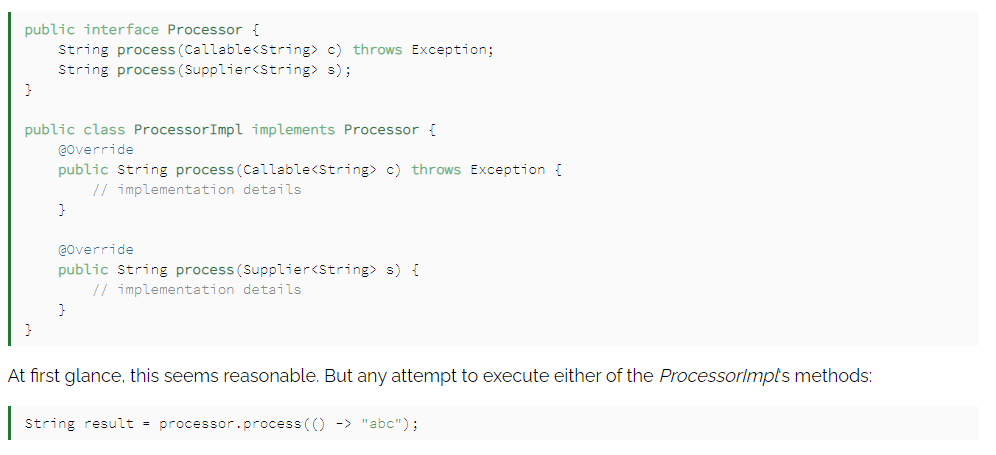 public interface Processor {
    String process(Callable<String> c) throws Exception;
    String process(Supplier<String> s);
}

public class ProcessorImpl implements Processor {
    @Override
    public String process(Callable<String> c) throws Exception {
        // implementation details
    }

    @Override
    public String process(Supplier<String> s) {
        // implementation details
    }
}
At first glance, this seems reasonable. But any attempt to execute either of the ProcessorImpl's methods:
String result = processor.process(() -> "abc");